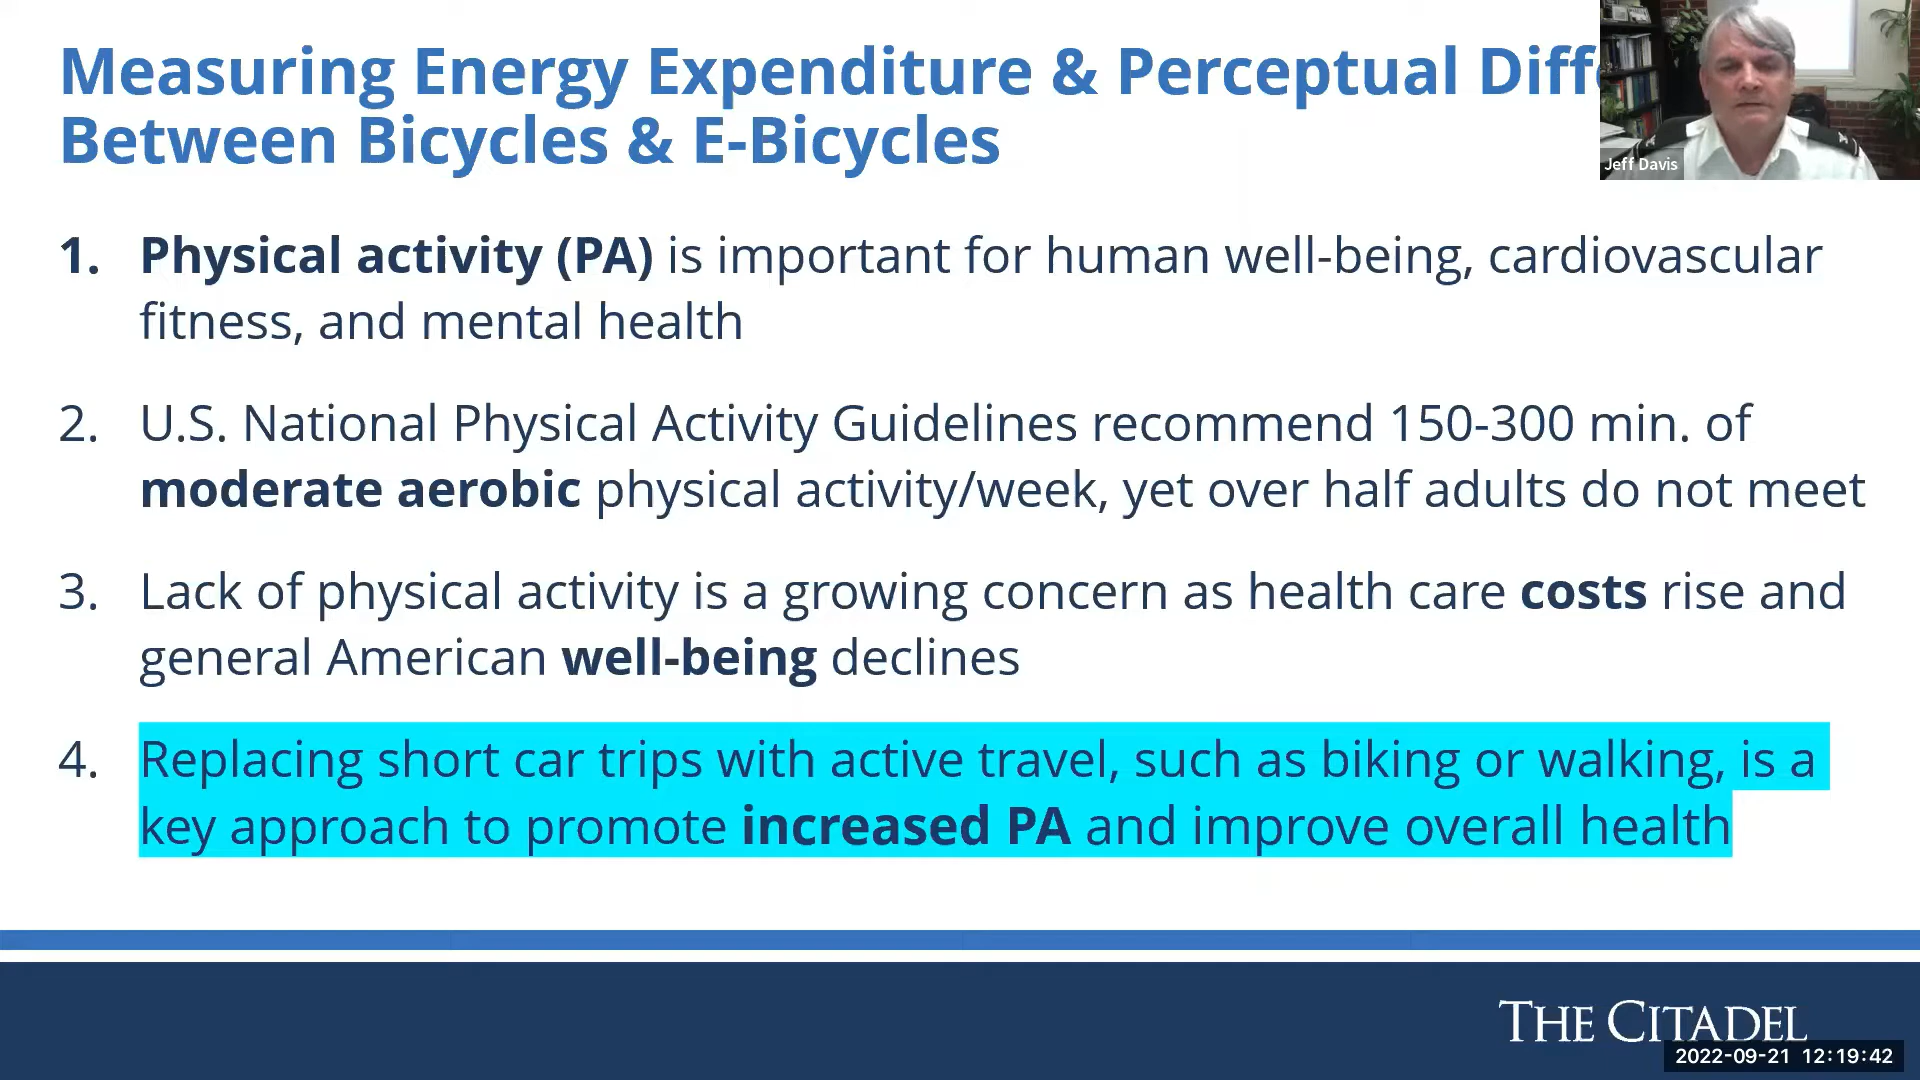 Measuring Energy Expenditure & Perceptual
Between Bicycles & E-Bicycles
Jeff Davis
1. Physical activity (PA) is important for human well-being, cardiovascular
fitness, and mental health
2. U.S. National Physical Activity Guidelines recommend 150-300 min. of
moderate aerobic physical activity/week, yet over half adults do not meet
3. Lack of physical activity is a growing concern as health care costs rise and
general American well-being declines
4. Replacing short car trips with active travel, such as biking or walking, is a
key approach to promote increased PA and improve overall health
THE CITADEL
2022-09-21 12:19:42